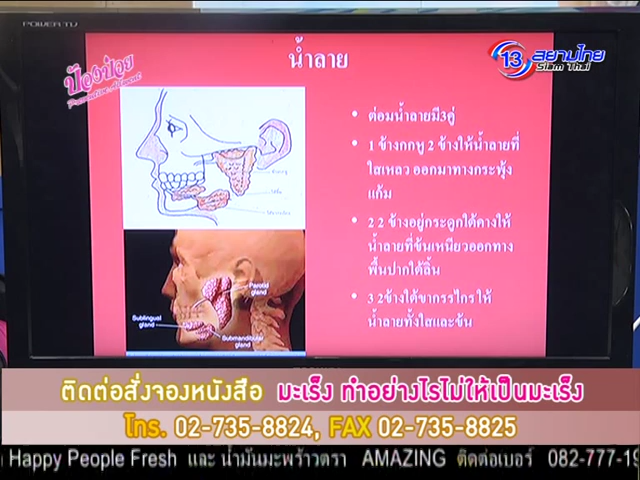 POWER TV
ป้องป่วย
Preventive Ailment
น้ำลาย
13 สยามไทย
Siam Thai
• ต่อมน้ำลายมี3คู่
• 1 ข้างกกหู 2 ข้างให้น้ำลายที่
ใสเหลว ออกมาทางกระพุ้ง
แก้ม
• 2 2 ข้างอยู่กระดูกใต้คางให้
น้ำลายที่ข้นเหนียวออกทาง
พื้นปากใต้ลิ้น
• 3 2ข้างใต้ขากรรไกรให้
น้ำลายทั้งใสและข้น
Parotid
gland
Sublingual
gland
Submandibular
gland
ติดต่อสั่งจองหนังสือ มะเร็ง ทำอย่างไรไม่ให้เป็นมะเร็ง
โทร. 02-735-8824, FAX 02-735-8825
Happy People Fresh และ น้ำมันมะพร้าวตรา AMAZING ติดต่อเบอร์ 082-777-19